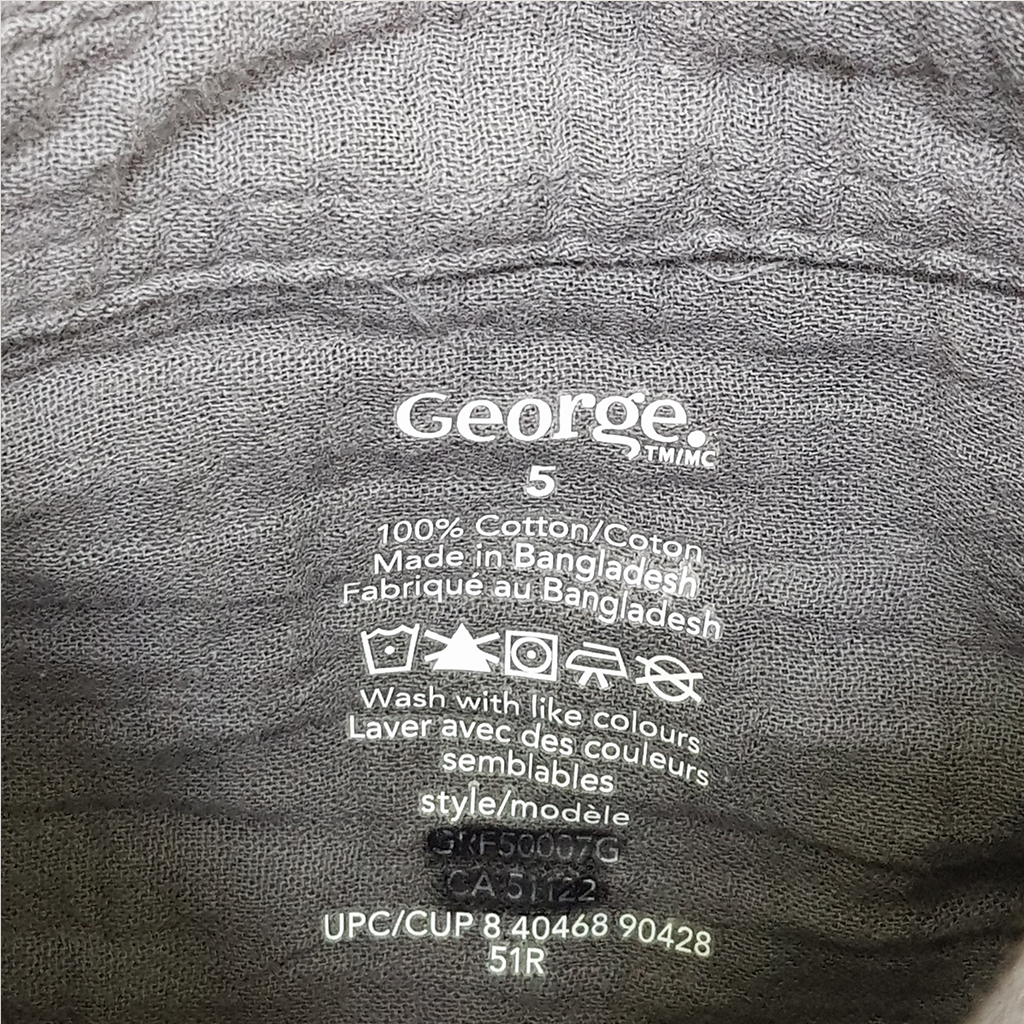 George.
TM/MC
5
100% Cotton/Coton
Made in Bangladesh
Fabriqué au Bangladesh
Wash with like colours
Laver avec des couleurs
semblables
style/modèle
GKF50007G
CA 51122
UPC/CUP 8 40468 90428
51R